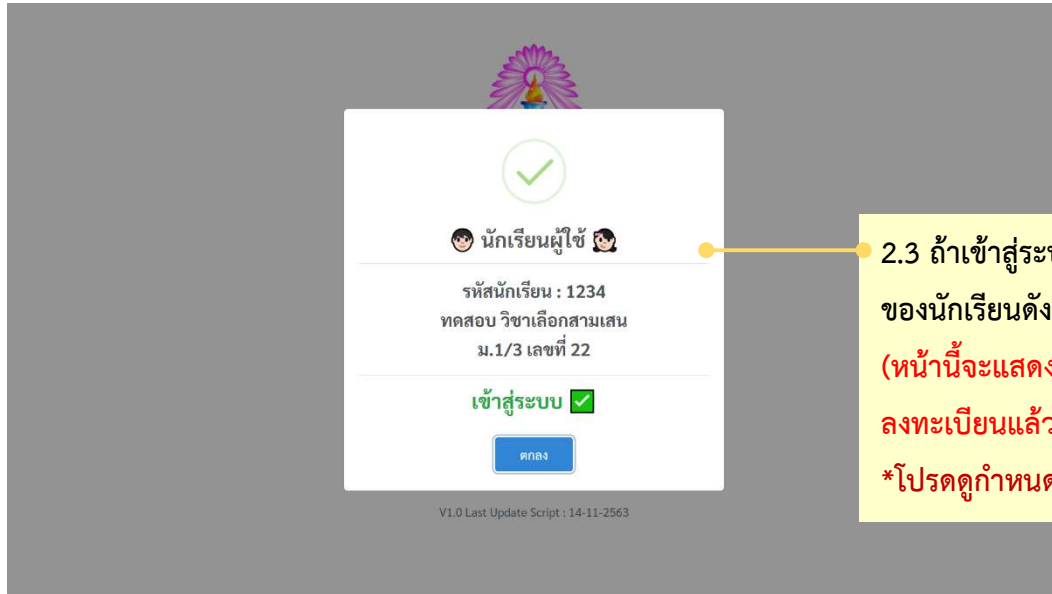 นักเรียนผู้ใช้
รหัสนักเรียน : 1234
ทดสอบ วิชาเลือกสามเสน
ม.1/3 เลขที่ 22
เข้าสู่ระบบ
ตกลง
V1.0 Last Update Script : 14-11-2563
2.3 ถ้าเข้าสู่ระ
ของนักเรียนดัง
(หน้านี้จะแสดง
ลงทะเบียนแล้ว
*โปรดดูกำหนด